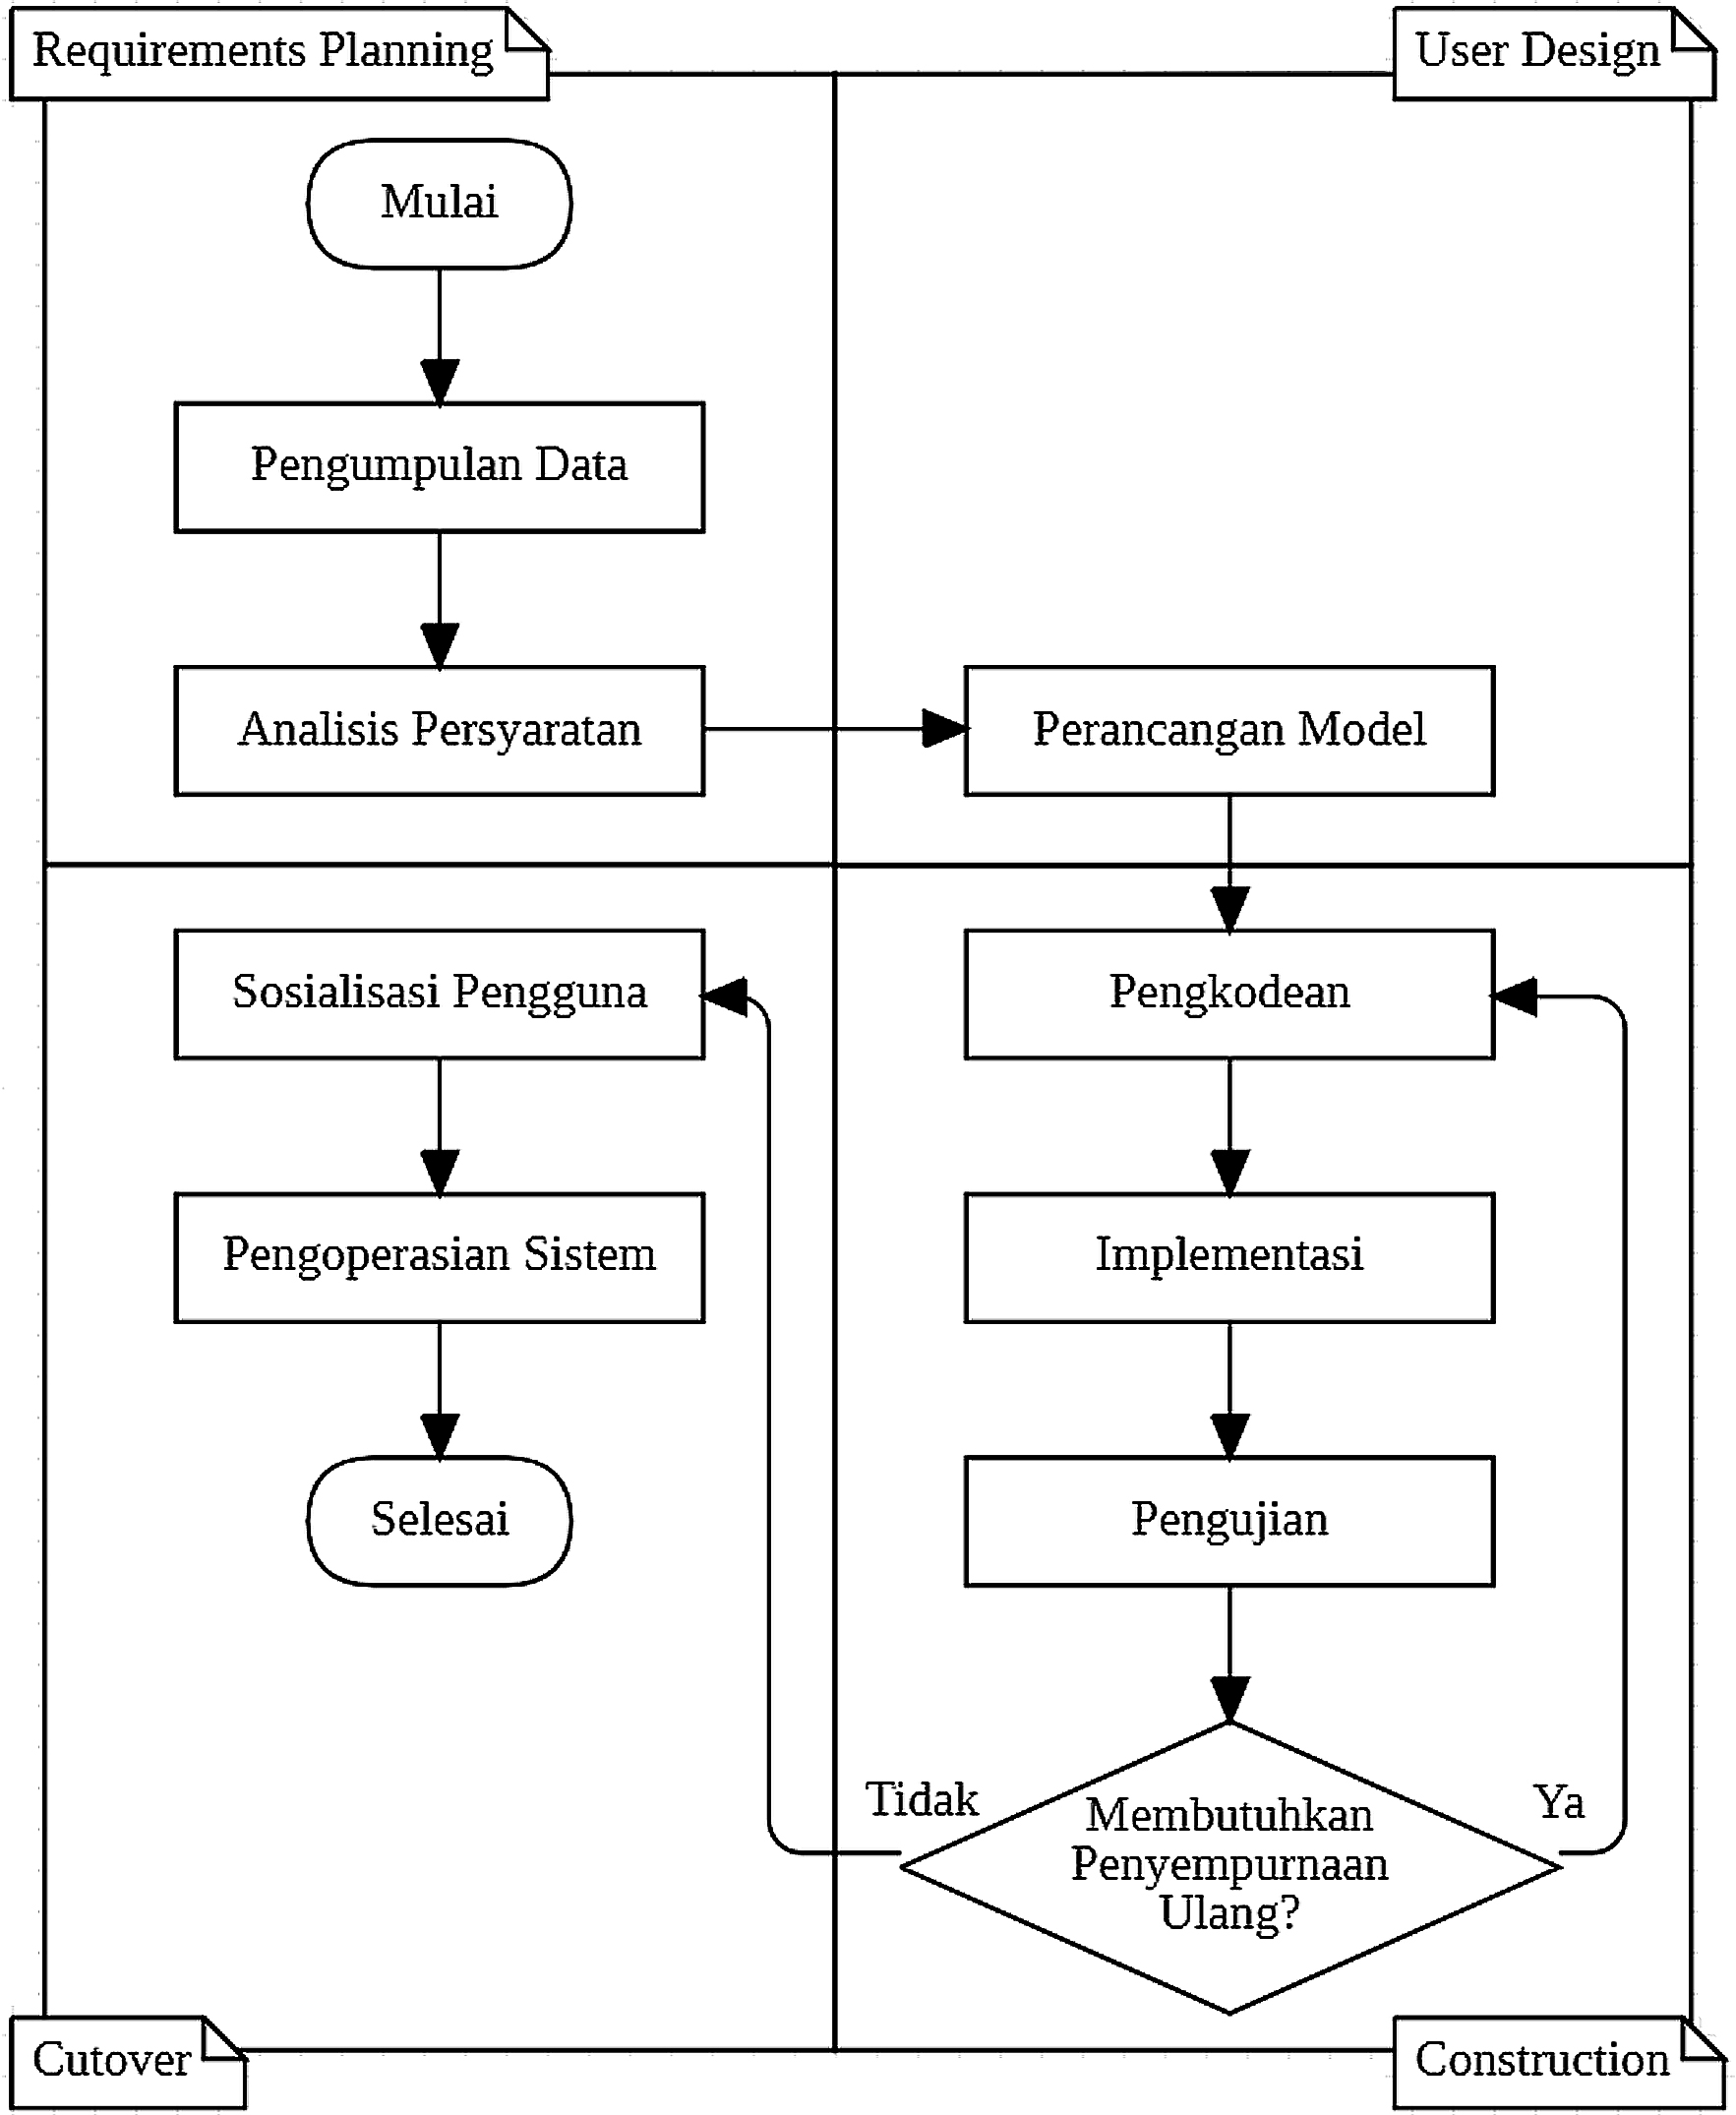 Requirements Planning
User Design
Mulai
Pengumpulan Data
Analisis Persyaratan
Perancangan Model
Sosialisasi Pengguna
Pengkodean
Pengoperasian Sistem
Implementasi
Selesai
Pengujian
Tidak
Ya
Membutuhkan
Penyempurnaan
Ulang?
Cutover
Construction